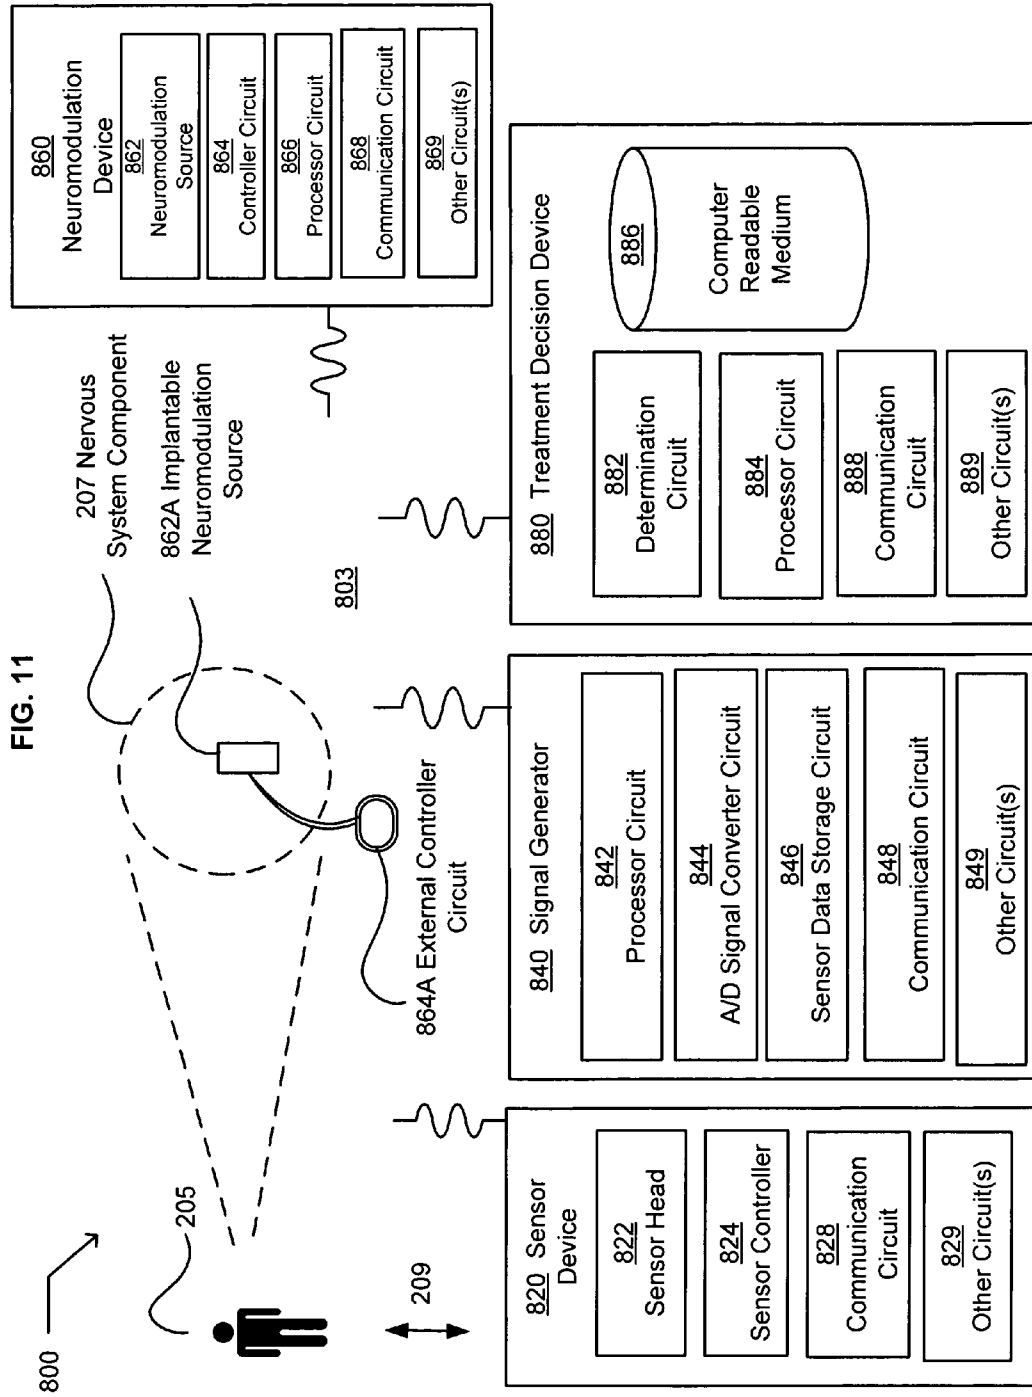 FIG. 11
800
205
209
207 Nervous
System Component
862A Implantable
Neuromodulation
Source
864A External Controller
Circuit
803
860
Neuromodulation
Device
862
Neuromodulation
Source
864
Controller Circuit
866
Processor Circuit
868
Communication Circuit
869
Other Circuit(s)
820 Sensor
Device
822
Sensor Head
824
Sensor Controller
828
Communication
Circuit
829
Other Circuit(s)
840 Signal Generator
842
Processor Circuit
844
A/D Signal Converter Circuit
846
Sensor Data Storage Circuit
848
Communication Circuit
849
Other Circuit(s)
880 Treatment Decision Device
882
Determination
Circuit
884
Processor Circuit
888
Communication
Circuit
889
Other Circuit(s)
886
Computer
Readable
Medium